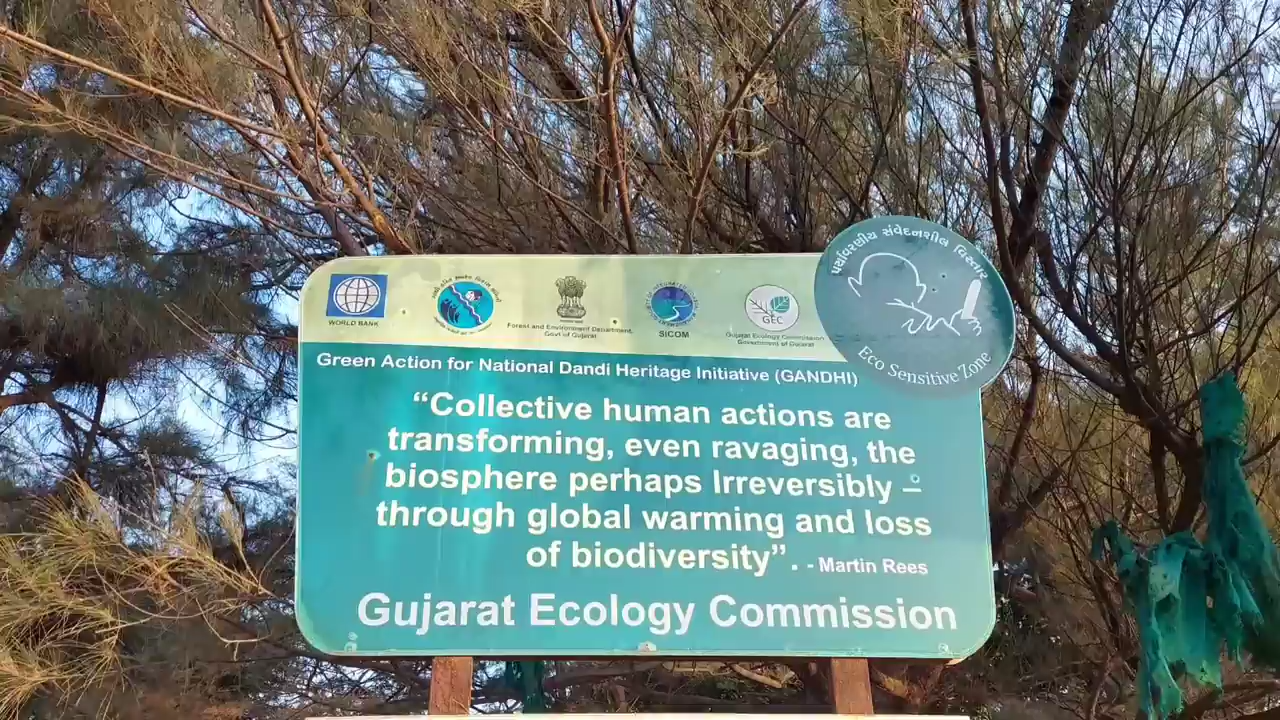 પર્યાવરણીય સંવેદનશીલ વિસ્તાર
WORLD BANK
Forest and Environment Department,
Govt of Gujarat
SICOM
GEC
Gujarat Ecology Commission
Government of Gujarat
Eco Sensitive Zone
Green Action for National Dandi Heritage Initiative (GANDHI)
“Collective human actions are
transforming, even ravaging, the
biosphere perhaps Irreversibly –
through global warming and loss
of biodiversity”. - Martin Rees
Gujarat Ecology Commission